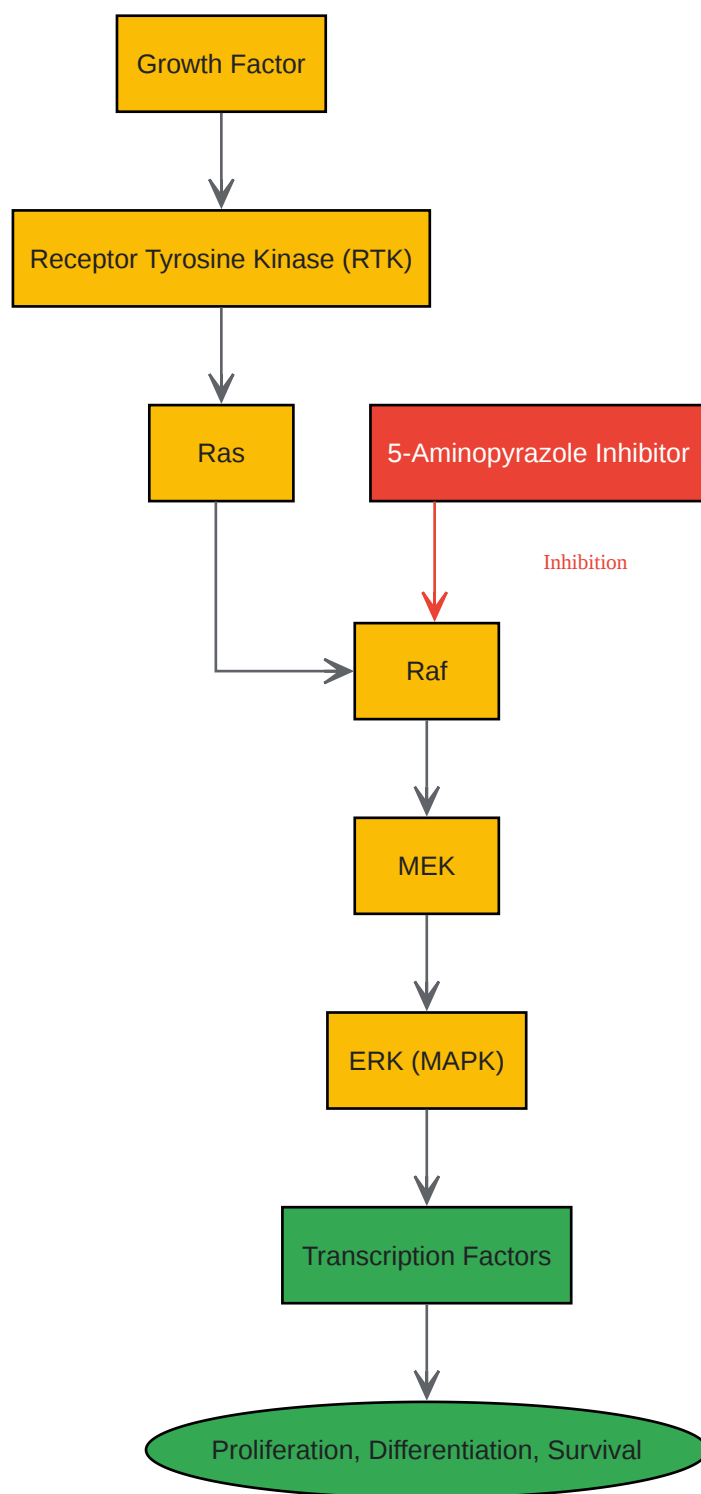 Growth Factor
Receptor Tyrosine Kinase (RTK)
Ras
5-Aminopyrazole Inhibitor
Inhibition
Raf
MEK
ERK (MAPK)
Transcription Factors
Proliferation, Differentiation, Survival